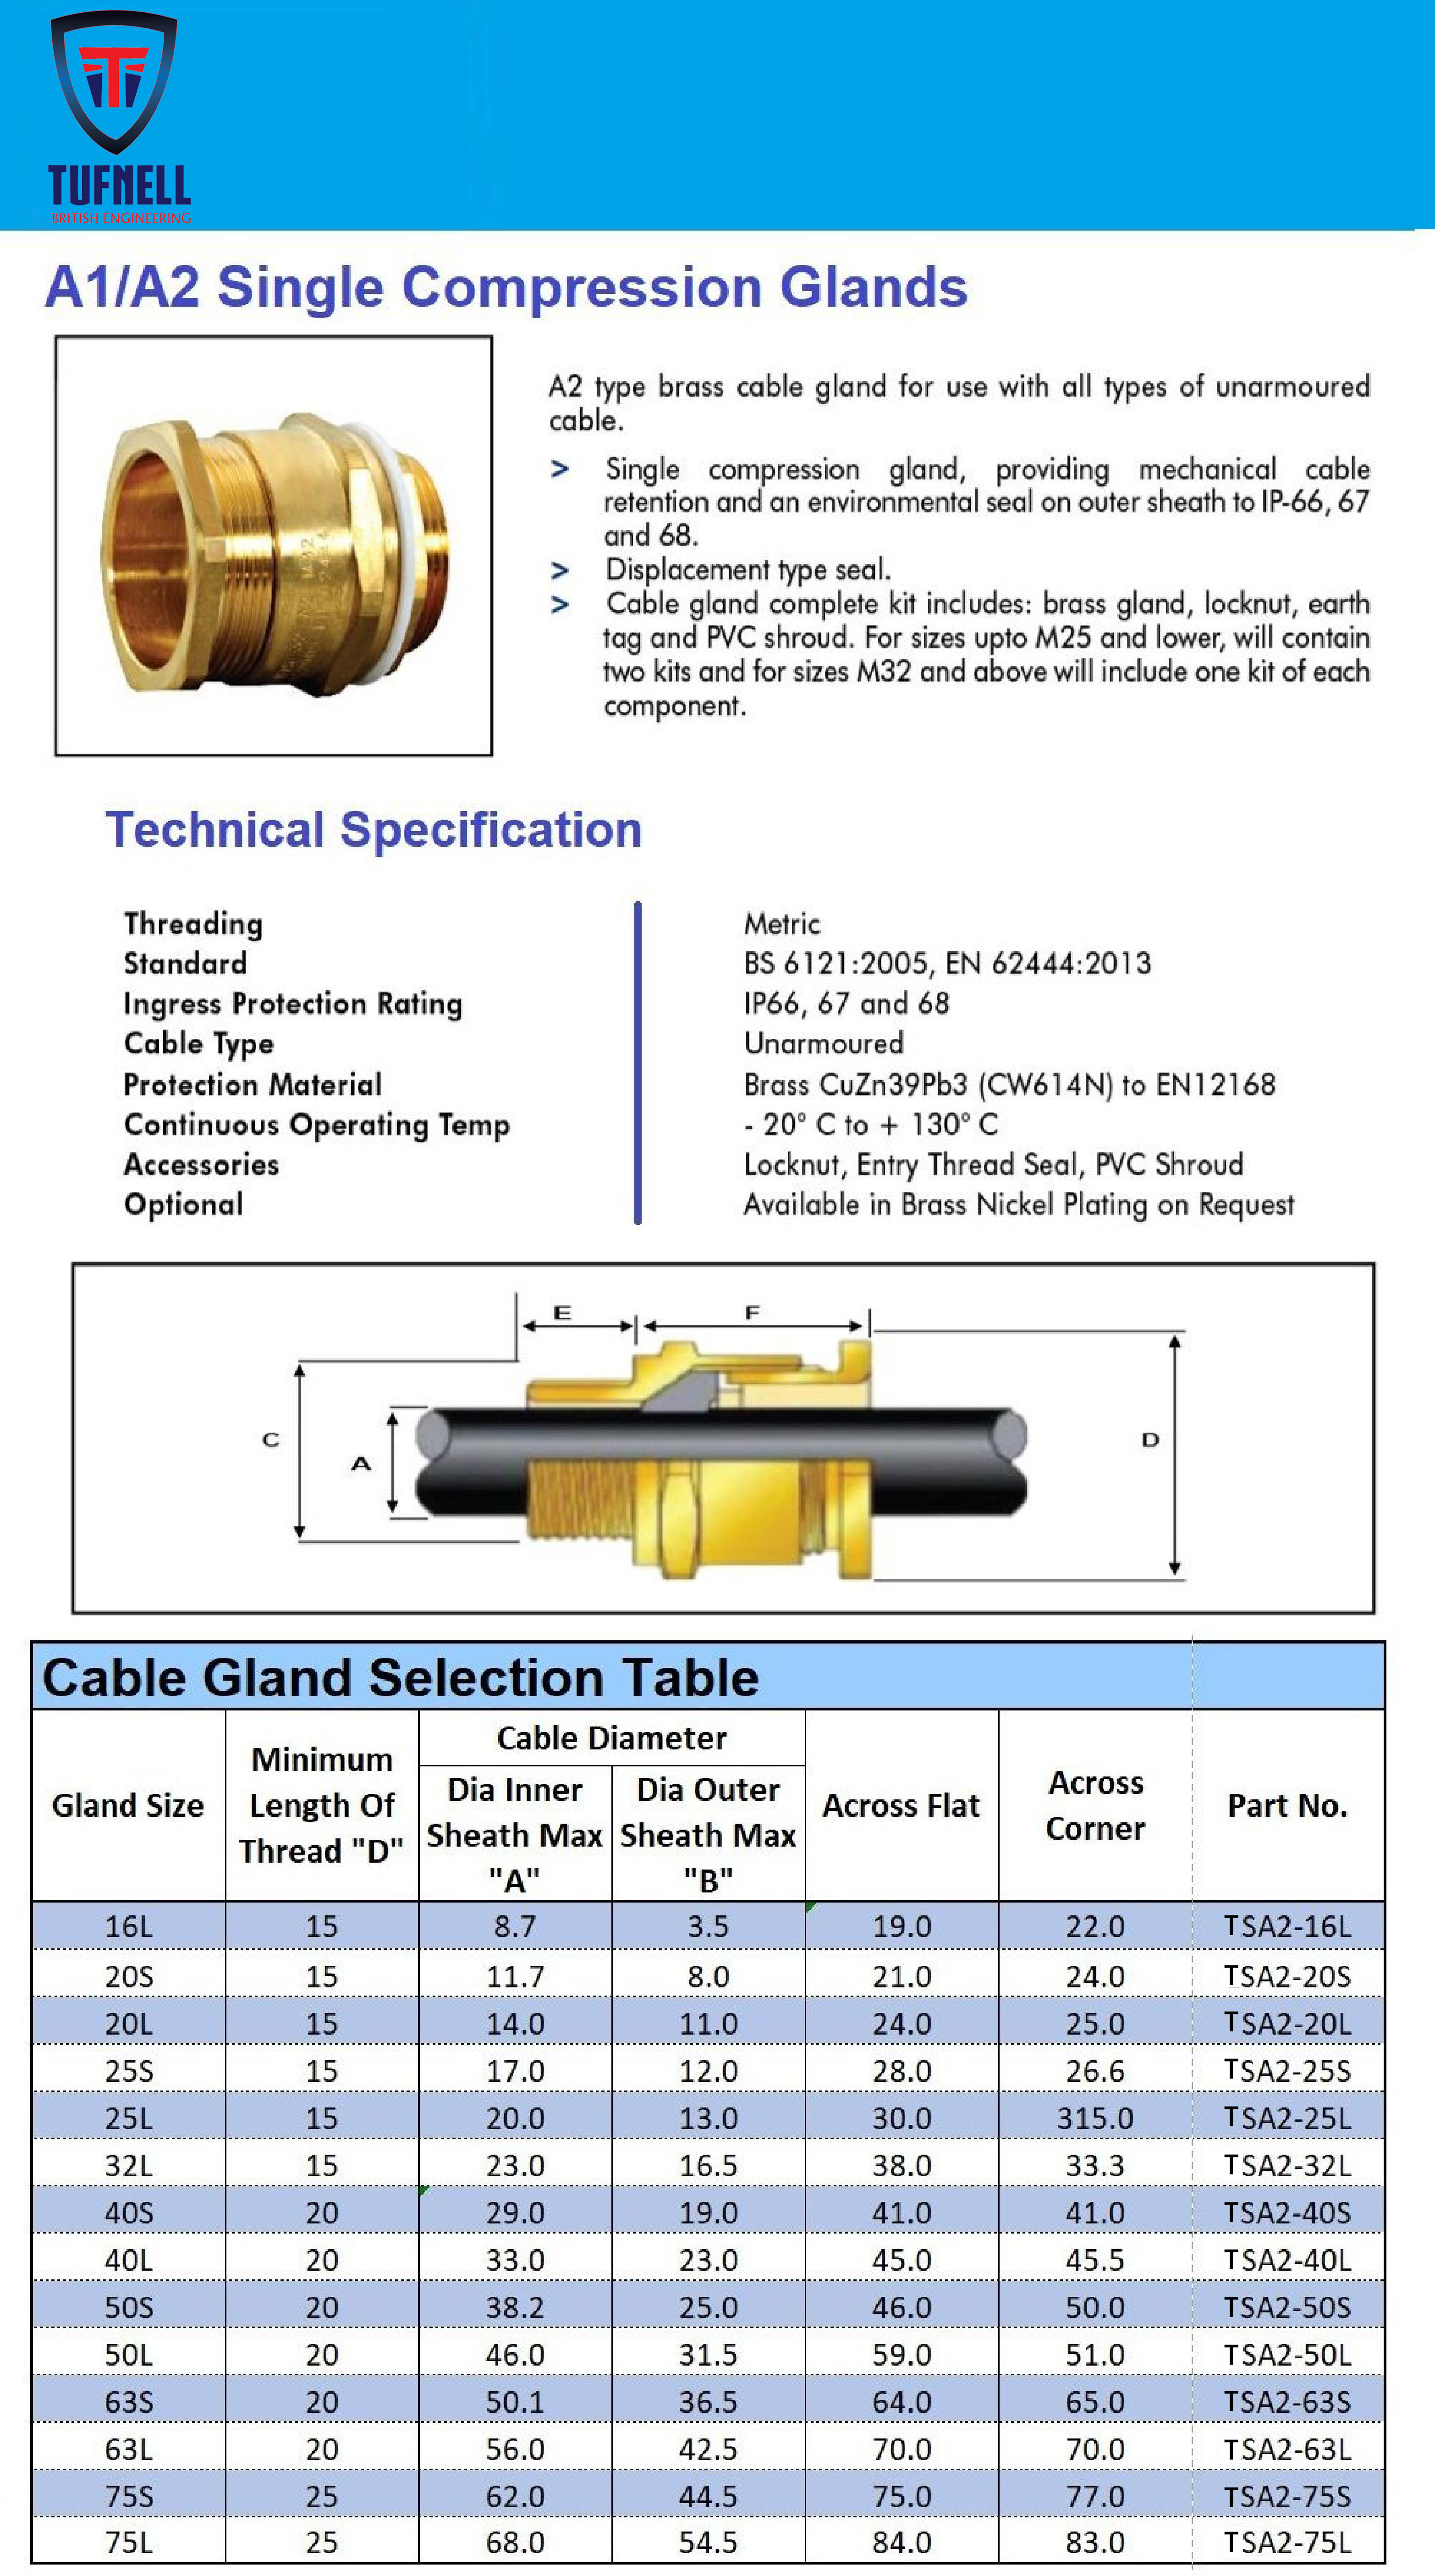 TUFNELL
BRITISH ENGINEERING
A1/A2 Single Compression Glands
A2 type brass cable gland for use with all types of unarmoured
cable.
> Single compression gland, providing mechanical cable
retention and an environmental seal on outer sheath to IP-66, 67
and 68.
> Displacement type seal.
> Cable gland complete kit includes: brass gland, locknut, earth
tag and PVC shroud. For sizes upto M25 and lower, will contain
two kits and for sizes M32 and above will include one kit of each
component.
Technical Specification
Threading Metric
Standard BS 6121:2005, EN 62444:2013
Ingress Protection Rating IP66, 67 and 68
Cable Type Unarmoured
Protection Material Brass CuZn39Pb3 (CW614N) to EN12168
Continuous Operating Temp - 20° C to + 130° C
Accessories Locknut, Entry Thread Seal, PVC Shroud
Optional Available in Brass Nickel Plating on Request
E F
C A D
Cable Gland Selection Table
Gland Size
Minimum
Length Of
Thread "D"
Cable Diameter
Dia Inner
Sheath Max
"A"
Dia Outer
Sheath Max
"B"
Across Flat
Across
Corner
Part No.
16L 15 8.7 3.5 19.0 22.0 TSA2-16L
20S 15 11.7 8.0 21.0 24.0 TSA2-20S
20L 15 14.0 11.0 24.0 25.0 TSA2-20L
25S 15 17.0 12.0 28.0 26.6 TSA2-25S
25L 15 20.0 13.0 30.0 315.0 TSA2-25L
32L 15 23.0 16.5 38.0 33.3 TSA2-32L
40S 20 29.0 19.0 41.0 41.0 TSA2-40S
40L 20 33.0 23.0 45.0 45.5 TSA2-40L
50S 20 38.2 25.0 46.0 50.0 TSA2-50S
50L 20 46.0 31.5 59.0 51.0 TSA2-50L
63S 20 50.1 36.5 64.0 65.0 TSA2-63S
63L 20 56.0 42.5 70.0 70.0 TSA2-63L
75S 25 62.0 44.5 75.0 77.0 TSA2-75S
75L 25 68.0 54.5 84.0 83.0 TSA2-75L